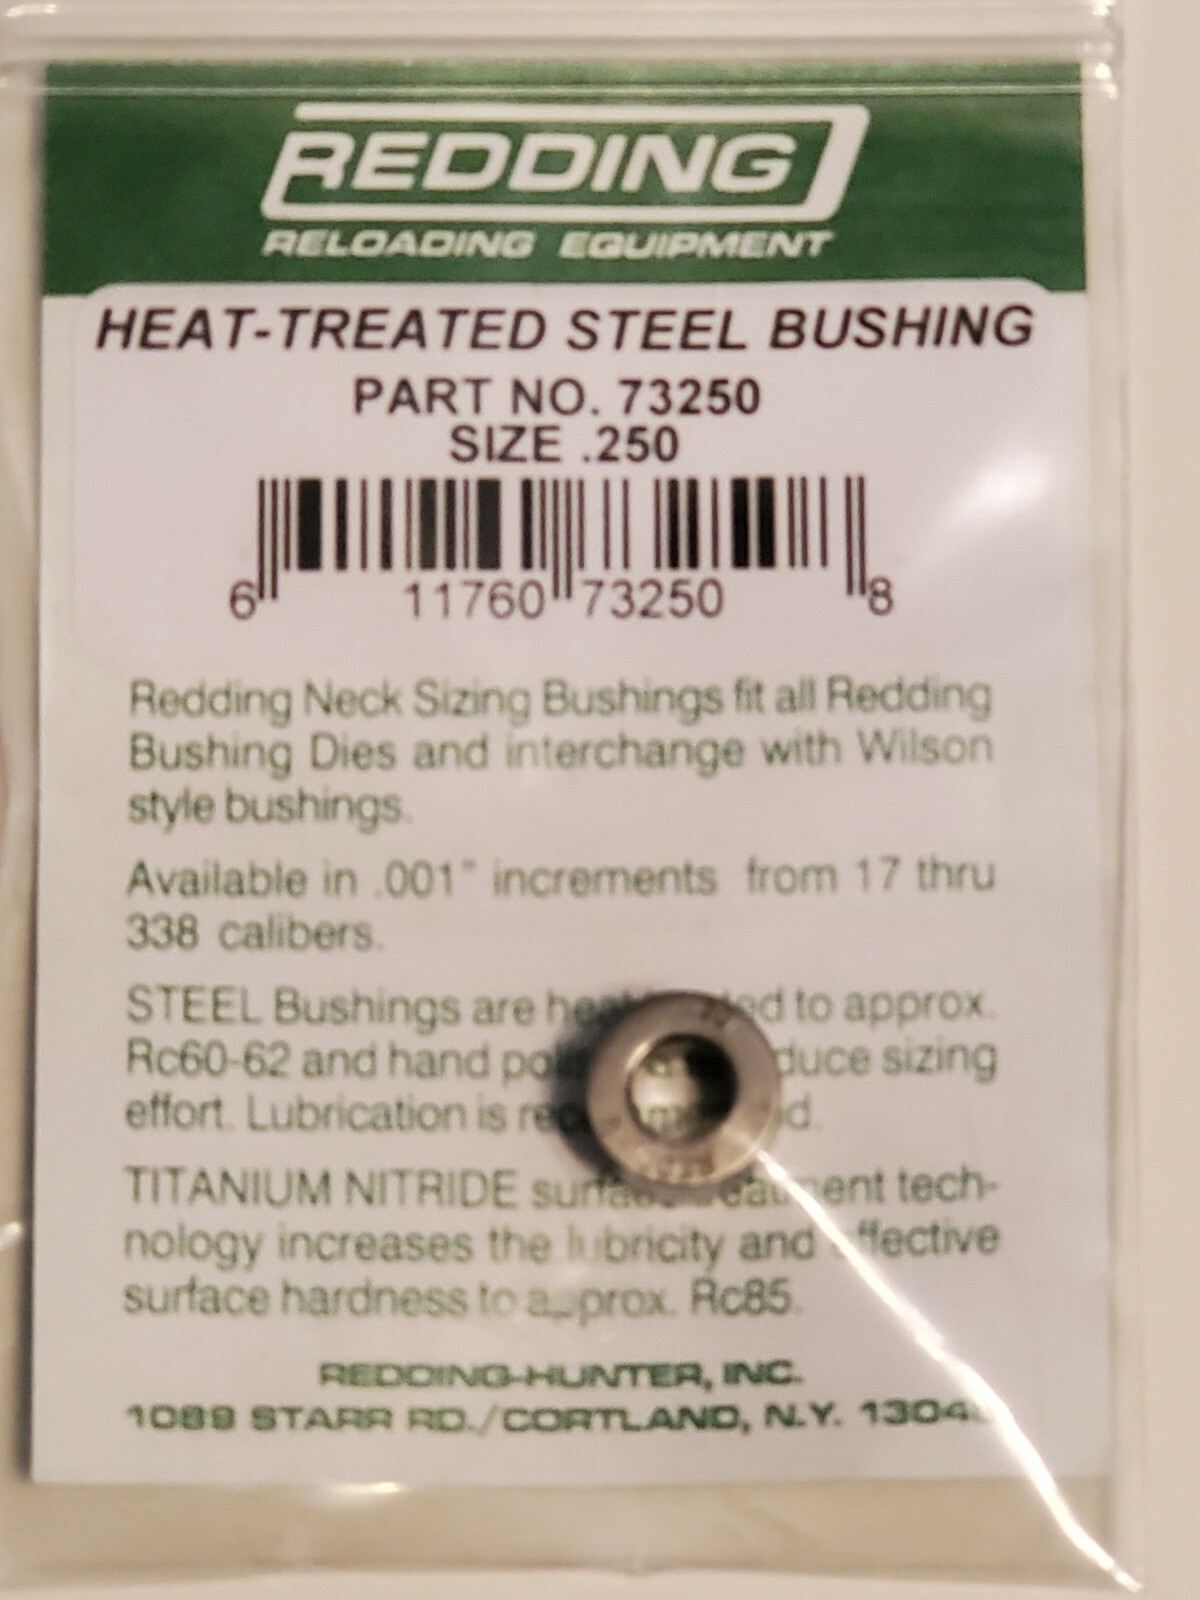 REDDING
RELOADING EQUIPMENT
HEAT-TREATED STEEL BUSHING
PART NO. 73250
SIZE .250
6 11760 73250 8
Redding Neck Sizing Bushings fit all Redding
Bushing Dies and interchange with Wilson
style bushings.
Available in .001" increments from 17 thru
338 calibers.
STEEL Bushings are to approx.
Rc60-62 and hand sizing
effort. Lubrication is
TITANIUM NITRIDE surface treatment tech-
nology increases the lubricity and effective
surface hardness to approx. Rc85.
REDDING-HUNTER, INC.
1089 STARR RD./CORTLAND, N.Y.